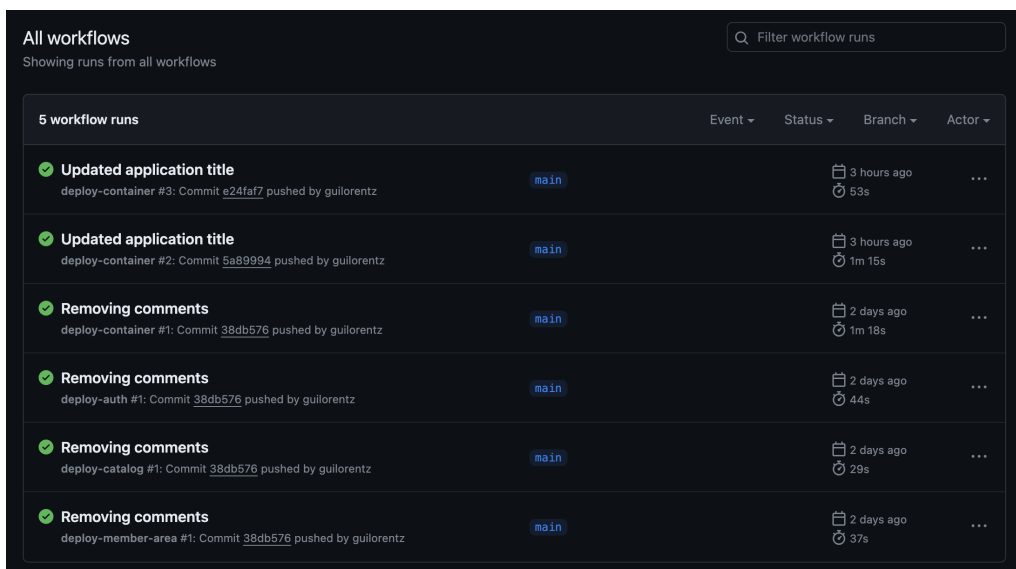 All workflows
Filter workflow runs
Showing runs from all workflows
5 workflow runs
Event
Status
Branch
Actor
Updated application title
deploy-container #3: Commit e24faf7 pushed by guilorentz
main
3 hours ago
53s
Updated application title
deploy-container #2: Commit 5a89994 pushed by guilorentz
main
3 hours ago
1m 15s
Removing comments
deploy-container #1: Commit 38db576 pushed by guilorentz
main
2 days ago
1m 18s
Removing comments
deploy-auth #1: Commit 38db576 pushed by guilorentz
main
2 days ago
44s
Removing comments
deploy-catalog #1: Commit 38db576 pushed by guilorentz
main
2 days ago
29s
Removing comments
deploy-member-area #1: Commit 38db576 pushed by guilorentz
main
2 days ago
37s